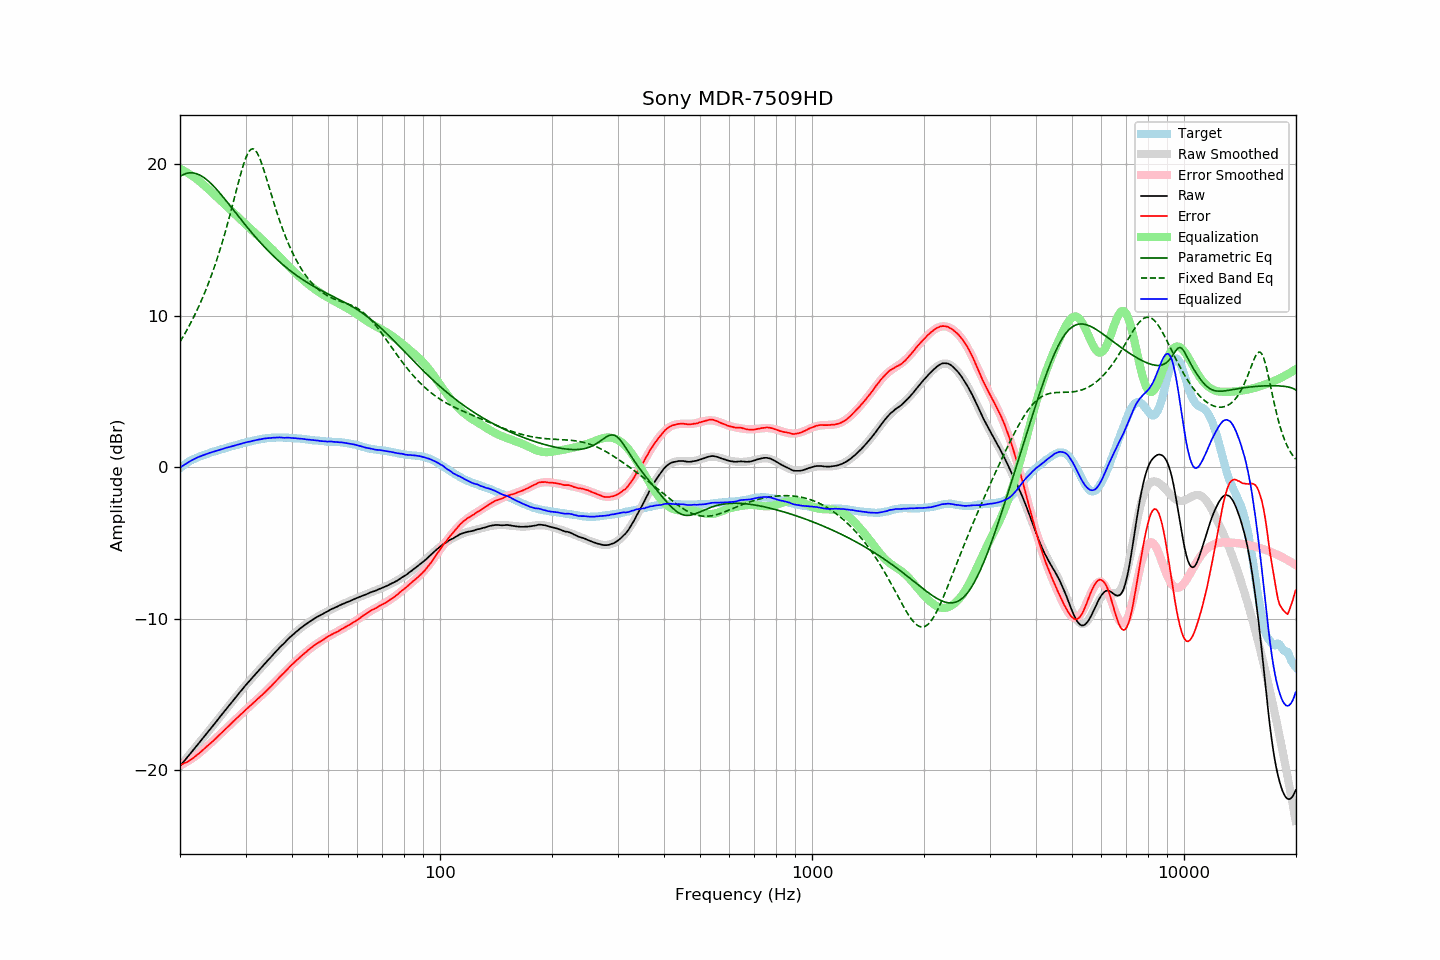 Sony MDR-7509HD
Target
Raw Smoothed
Error Smoothed
Raw
Error
Equalization
Parametric Eq
Fixed Band Eq
Equalized
20
10
0
−10
−20
Amplitude (dBr)
100
1000
10000
Frequency (Hz)